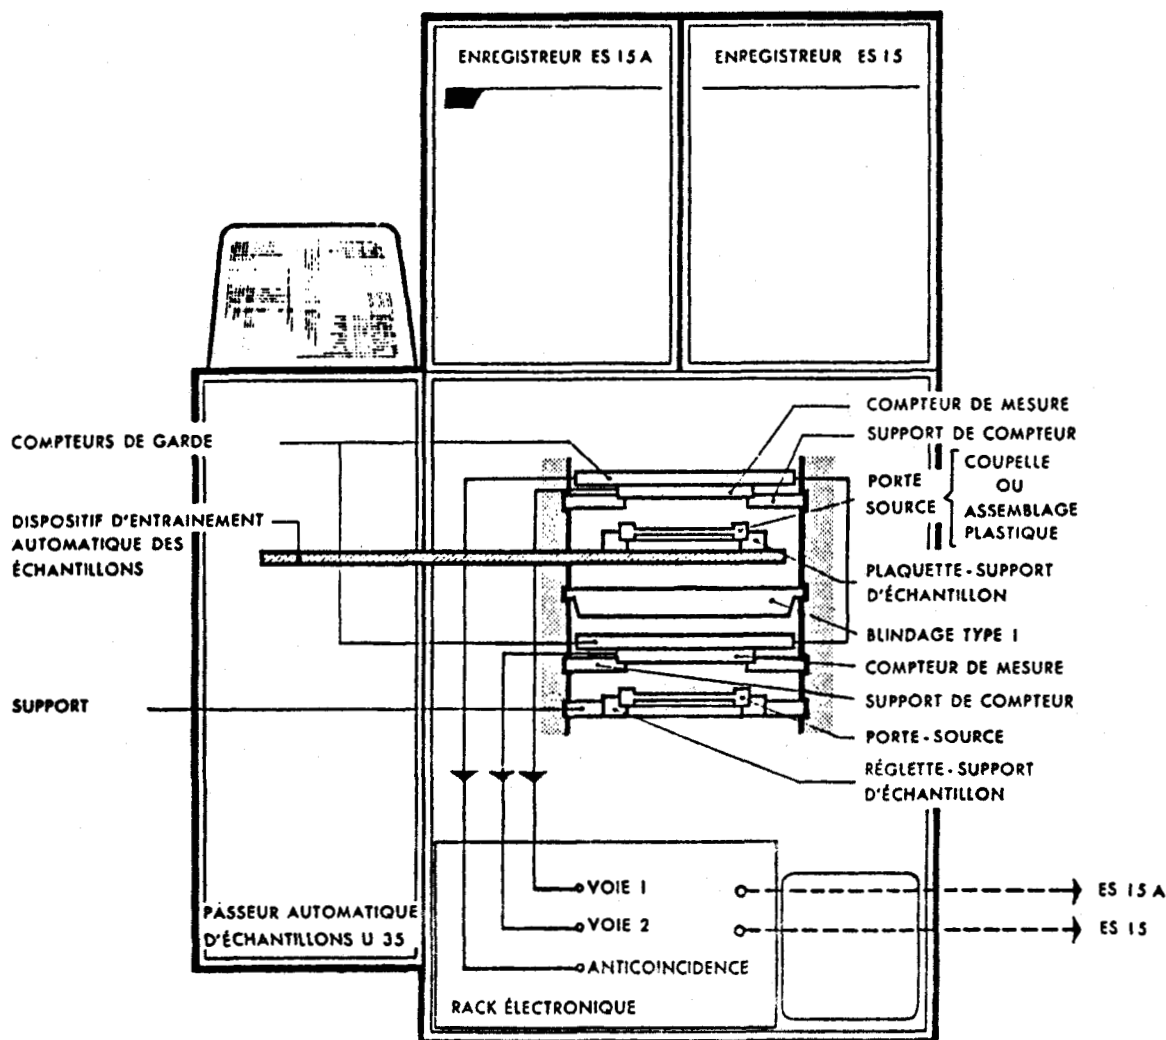 ENREGISTREUR ES 15 A
ENREGISTREUR ES 15
COMPTEURS DE GARDE
DISPOSITIF D'ENTRAINEMENT
AUTOMATIQUE DES
ÉCHANTILLONS
SUPPORT
COMPTEUR DE MESURE
SUPPORT DE COMPTEUR
PORTE
SOURCE
COUPELLE
OU
ASSEMBLAGE
PLASTIQUE
PLAQUETTE-SUPPORT
D'ÉCHANTILLON
BLINDAGE TYPE I
COMPTEUR DE MESURE
SUPPORT DE COMPTEUR
PORTE-SOURCE
RÉGLETTE-SUPPORT
D'ÉCHANTILLON
PASSEUR AUTOMATIQUE
D'ÉCHANTILLONS U 35
VOIE I
VOIE 2
ANTICOINCIDENCE
RACK ÉLECTRONIQUE
ES 15 A
ES 15